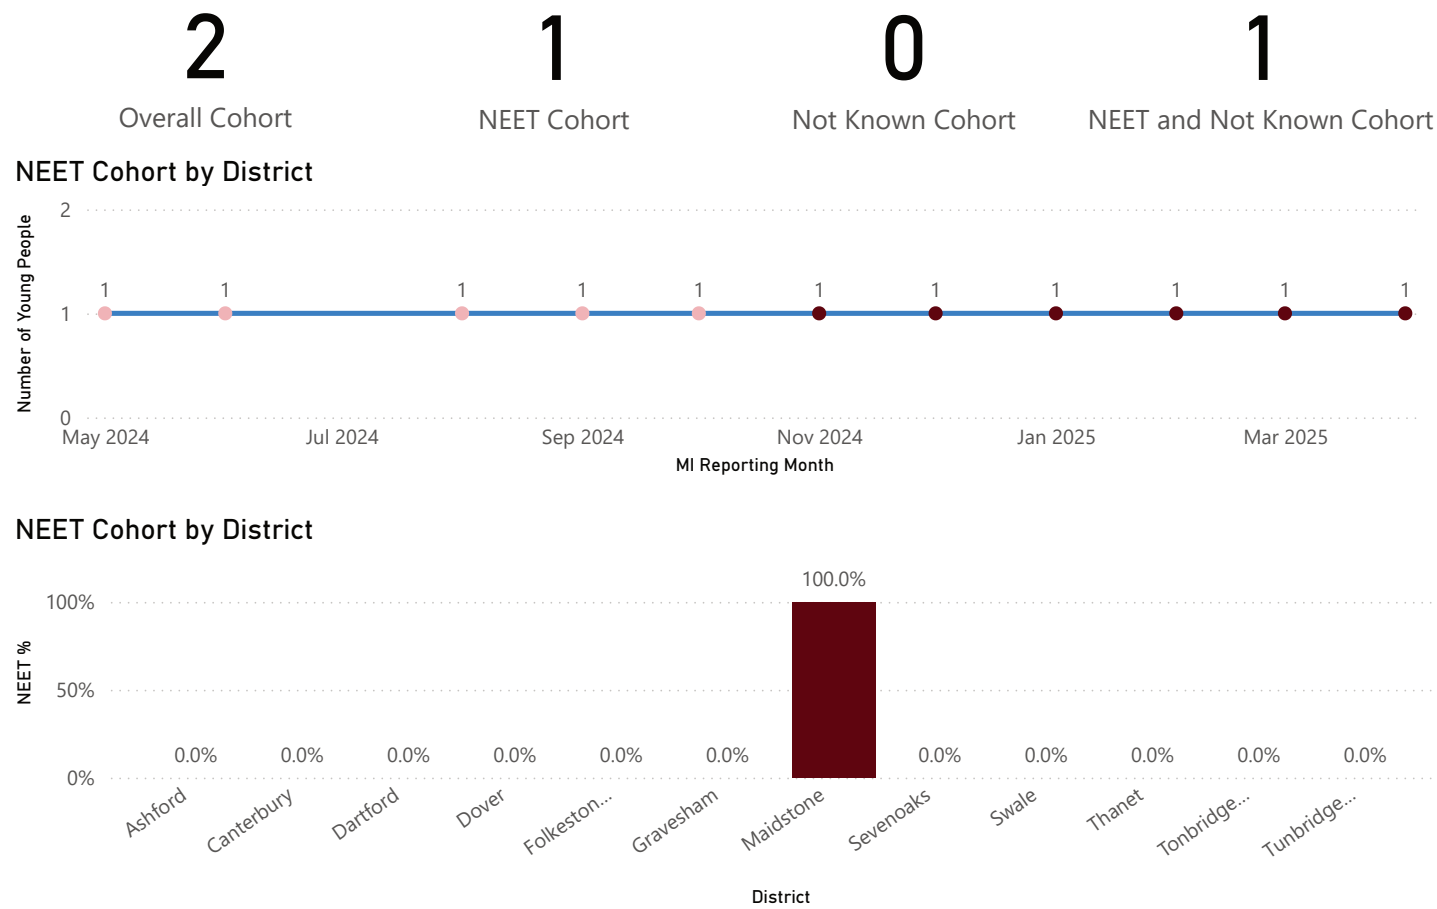 2 1 0 1
Overall Cohort NEET Cohort Not Known Cohort NEET and Not Known Cohort
NEET Cohort by District
Number of Young People
2
1 1 1 1 1 1 1 1 1 1 1
1
0
May 2024 Jul 2024 Sep 2024 Nov 2024 Jan 2025 Mar 2025
MI Reporting Month
NEET Cohort by District
NEET %
100.0%
100%
50%
0.0% 0.0% 0.0% 0.0% 0.0% 0.0% 0.0% 0.0% 0.0% 0.0% 0.0%
0%
Ashford Canterbury Dartford Dover Folkeston... Gravesham Maidstone Sevenoaks Swale Thanet Tonbridge... Tunbridge...
District